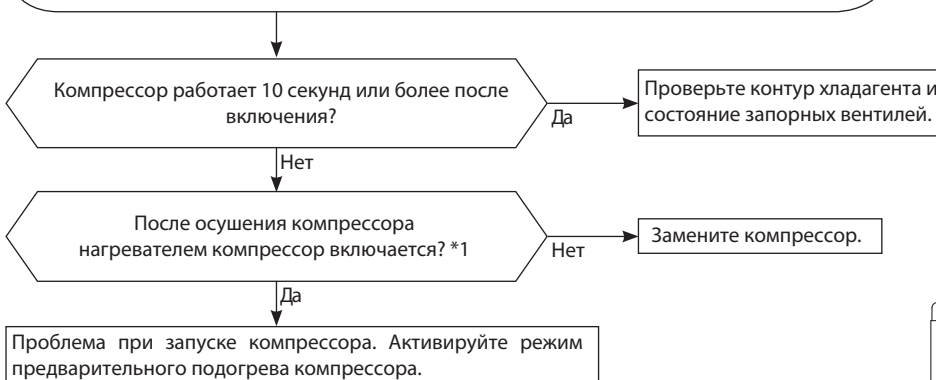 Компрессор работает 10 секунд или более после
включения?
Да
Проверьте контур хладагента и
состояние запорных вентилей.
Нет
После осушения компрессора
нагревателем компрессор включается? *1
Нет
Замените компрессор.
Да
Проблема при запуске компрессора. Активируйте режим
предварительного подогрева компрессора.